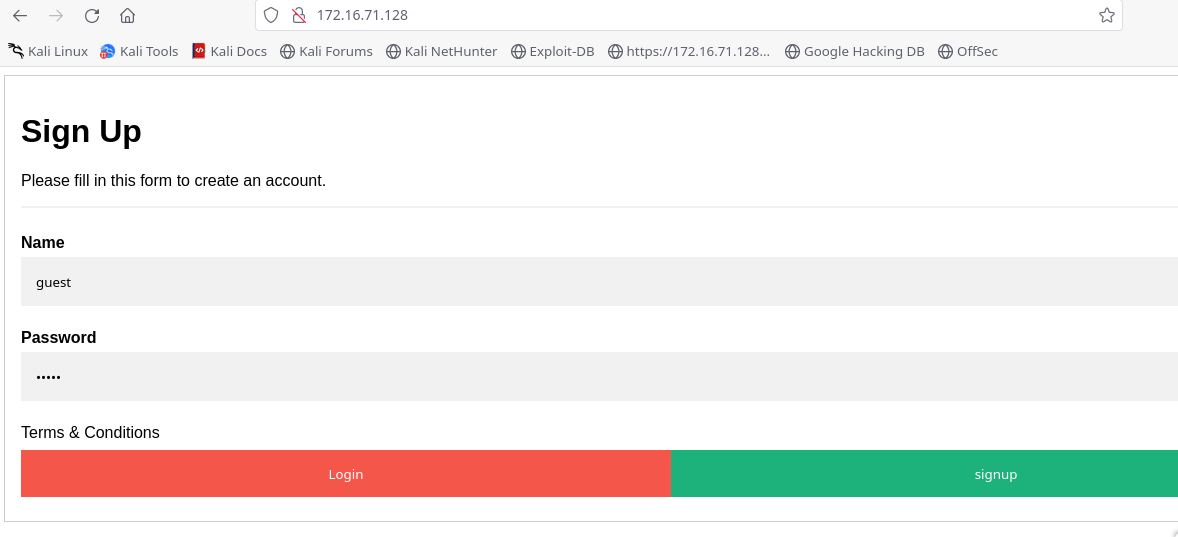 172.16.71.128
Kali Linux Kali Tools Kali Docs Kali Forums Kali NetHunter Exploit-DB https://172.16.71.128... Google Hacking DB OffSec
Sign Up
Please fill in this form to create an account.
Name
guest
Password
•••••
Terms & Conditions
Login signup